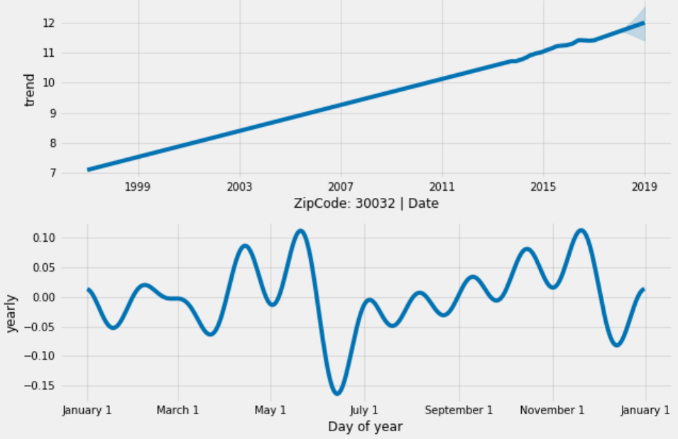 12
11
10
9
8
7
trend
1999 2003 2007 2011 2015 2019
ZipCode: 30032 | Date
0.10
0.05
0.00
−0.05
−0.10
−0.15
yearly
January 1 March 1 May 1 July 1 September 1 November 1 January 1
Day of year